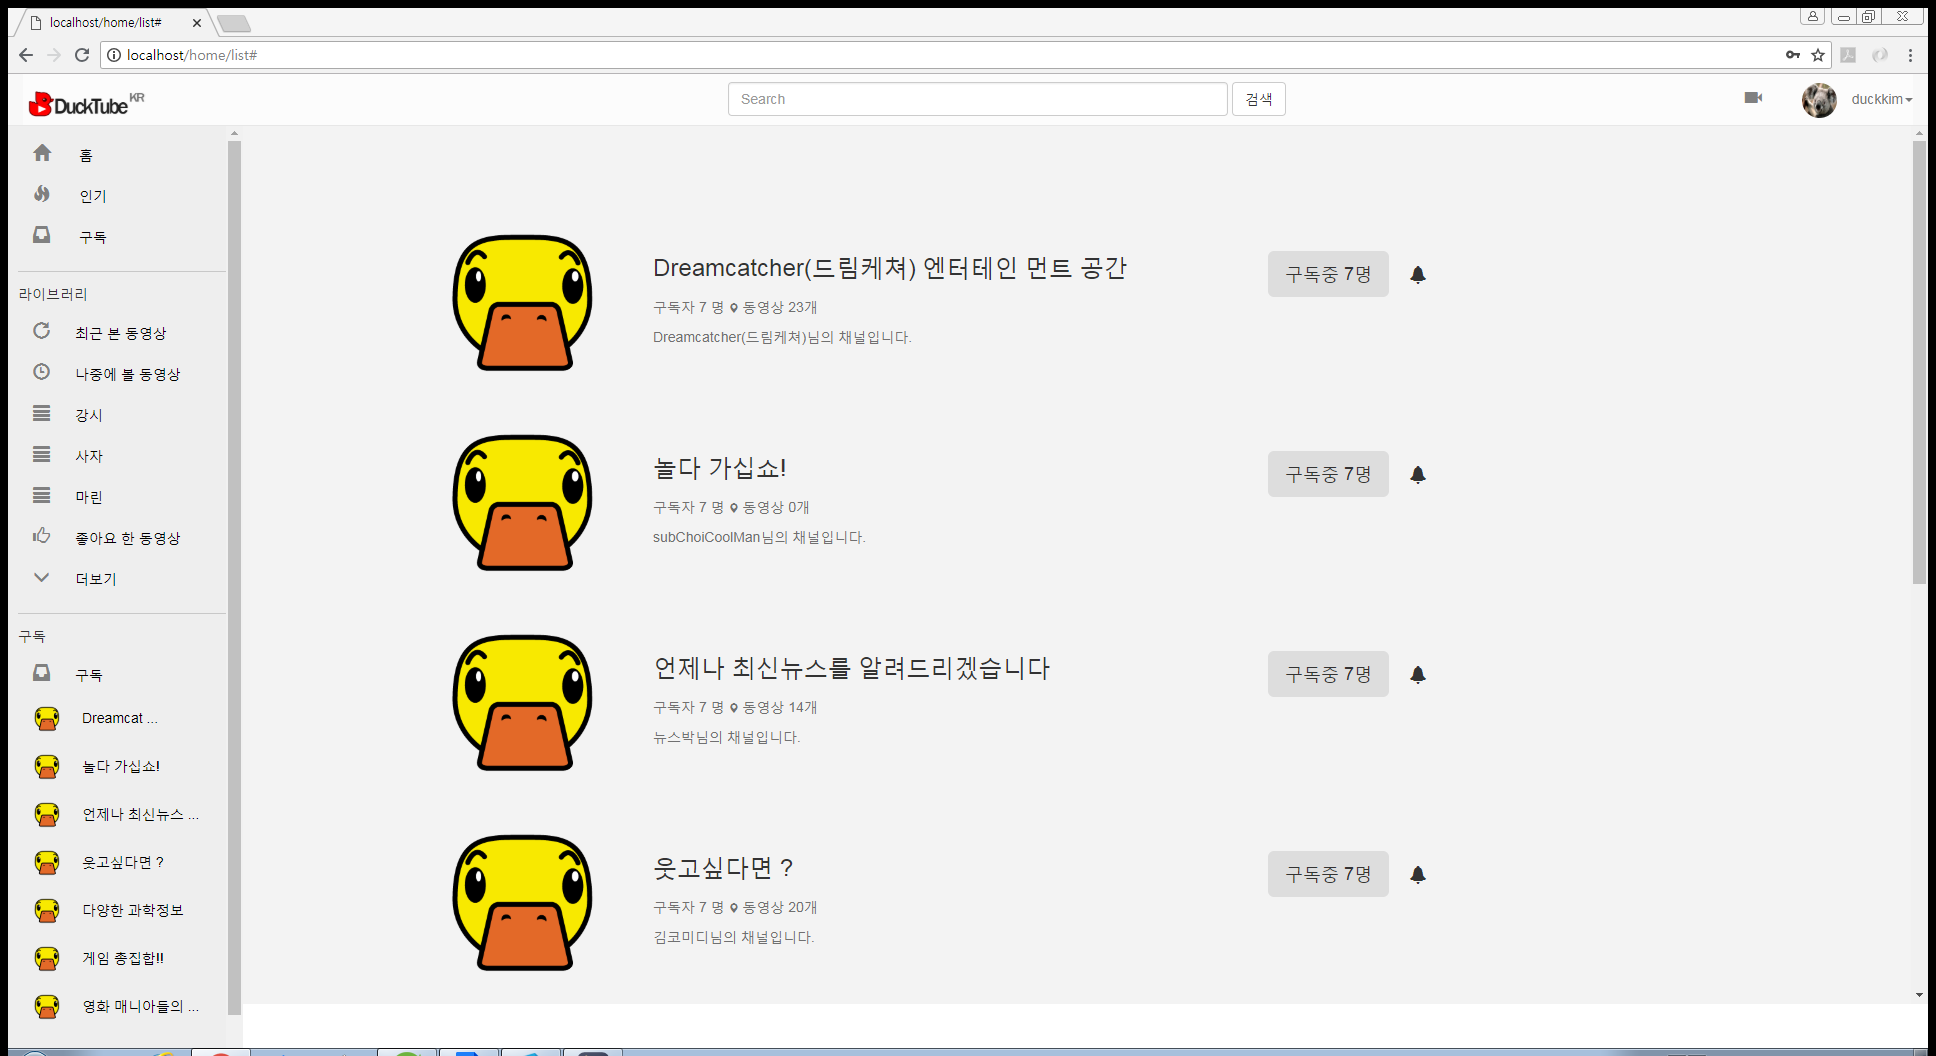 localhost/home/list#
localhost/home/list#
DuckTube KR
Search
검색
duckkim
홈
인기
구독
라이브러리
최근 본 동영상
나중에 볼 동영상
강시
사자
마린
좋아요 한 동영상
더보기
구독
구독
Dreamcat ...
놀다 가십쇼!
언제나 최신뉴스 ...
웃고싶다면 ?
다양한 과학정보
게임 총집합!!
영화 매니아들의 ...
Dreamcatcher(드림케쳐) 엔터테인 먼트 공간
구독자 7 명 동영상 23개
Dreamcatcher(드림케쳐)님의 채널입니다.
구독중 7명
놀다 가십쇼!
구독자 7 명 동영상 0개
subChoiCoolMan님의 채널입니다.
구독중 7명
언제나 최신뉴스를 알려드리겠습니다
구독자 7 명 동영상 14개
뉴스박님의 채널입니다.
구독중 7명
웃고싶다면 ?
구독자 7 명 동영상 20개
김코미디님의 채널입니다.
구독중 7명